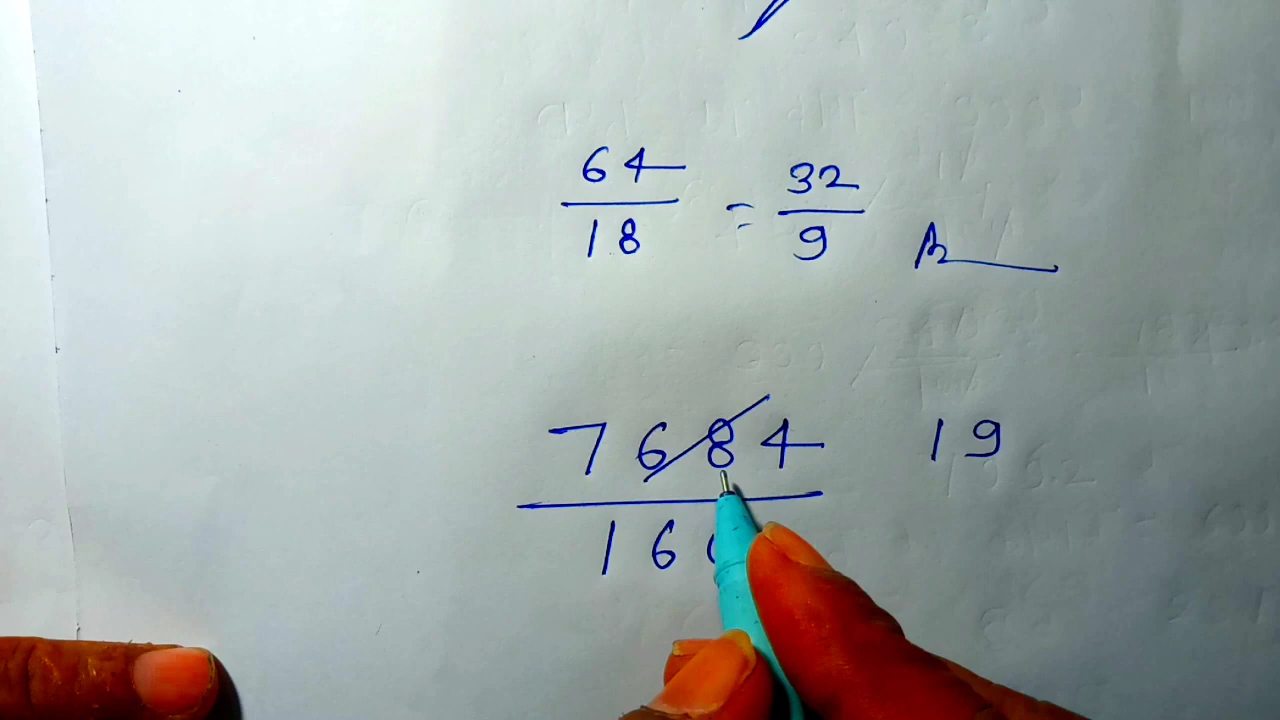 64/18 = 32/9
7684 19
16